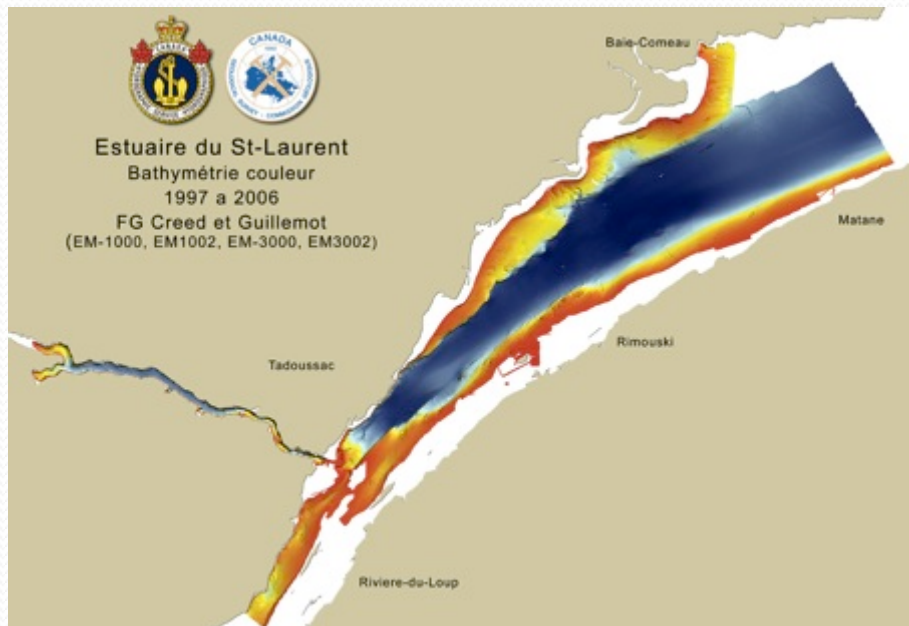 CANADA
Estuaire du St-Laurent
Bathymétrie couleur
1997 a 2006
FG Creed et Guillemot
(EM-1000, EM1002, EM-3000, EM3002)
Baie-Comeau
Matane
Rimouski
Tadoussac
Riviere-du-Loup